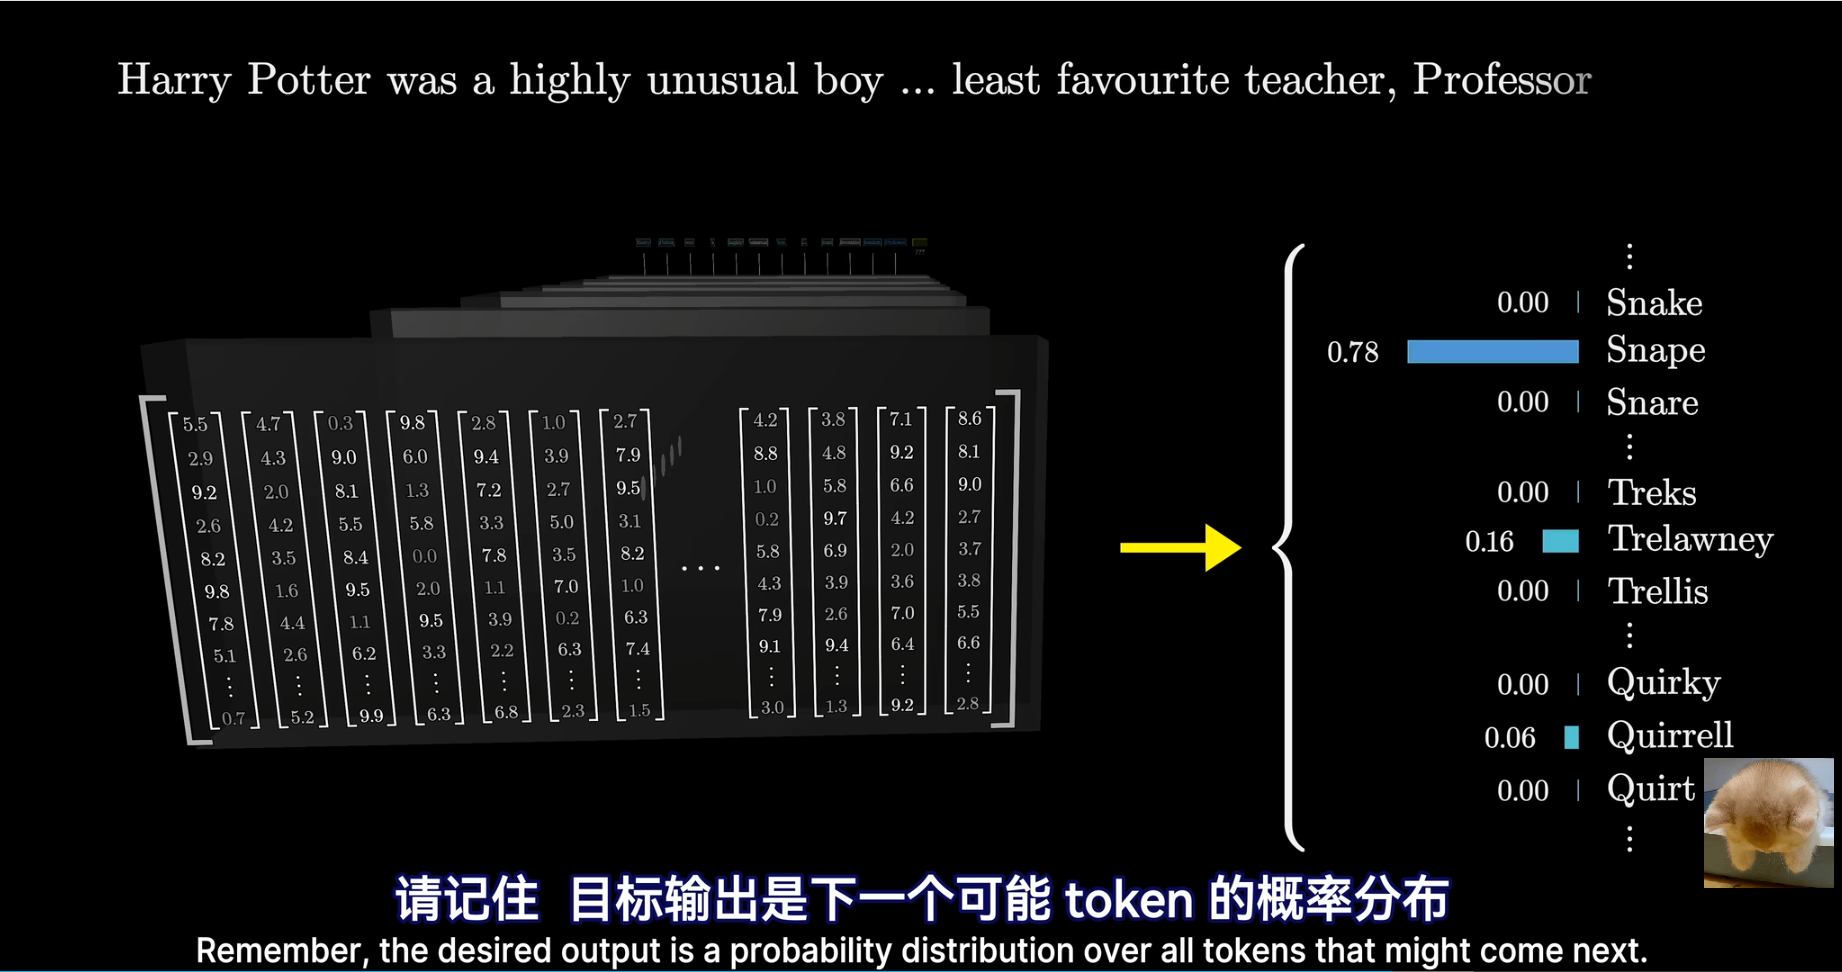 Harry Potter was a highly unusual boy ... least favourite teacher, Professor
5.5 4.7 0.3 9.8 2.8 1.0 2.7 4.2 3.8 7.1 8.6
2.9 4.3 9.0 6.0 9.4 3.9 7.9 8.8 4.8 9.2 8.1
9.2 2.0 8.1 1.3 7.2 2.7 9.5 1.0 5.8 6.6 9.0
2.6 4.2 5.5 5.8 3.3 5.0 3.1 0.2 9.7 4.2 2.7
8.2 3.5 8.4 0.0 7.8 3.5 8.2 ... 5.8 6.9 2.0 3.7
9.8 1.6 9.5 2.0 1.1 7.0 1.0 4.3 3.9 3.6 3.8
7.8 4.4 1.1 9.5 3.9 0.2 6.3 7.9 2.6 7.0 5.5
5.1 2.6 6.2 3.3 2.2 6.3 7.4 9.1 9.4 6.4 6.6
⋮ ⋮ ⋮ ⋮ ⋮ ⋮ ⋮ ⋮ ⋮ ⋮ ⋮
0.7 5.2 9.9 6.3 6.8 2.3 1.5 3.0 1.3 9.2 2.8
⋮
0.00 Snake
0.78 Snape
0.00 Snare
⋮
0.00 Treks
0.16 Trelawney
0.00 Trellis
⋮
0.00 Quirky
0.06 Quirrell
0.00 Quirt
⋮
请记住 目标输出是下一个可能 token 的概率分布
Remember, the desired output is a probability distribution over all tokens that might come next.